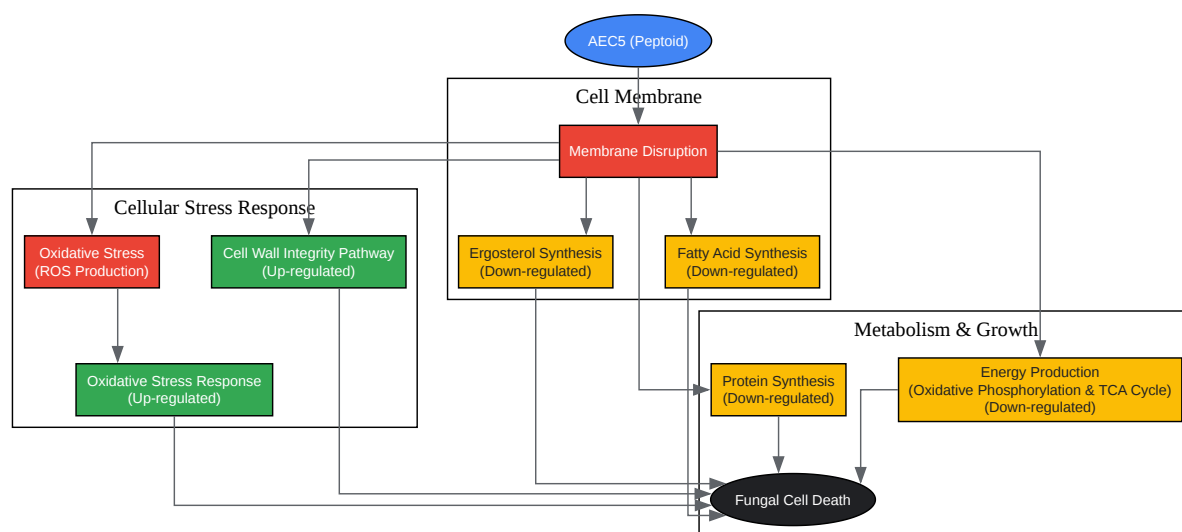 AEC5 (Peptoid)
Cell Membrane
Membrane Disruption
Cellular Stress Response
Oxidative Stress
(ROS Production)
Cell Wall Integrity Pathway
(Up-regulated)
Ergosterol Synthesis
(Down-regulated)
Fatty Acid Synthesis
(Down-regulated)
Metabolism & Growth
Oxidative Stress Response
(Up-regulated)
Protein Synthesis
(Down-regulated)
Energy Production
(Oxidative Phosphorylation & TCA Cycle)
(Down-regulated)
Fungal Cell Death